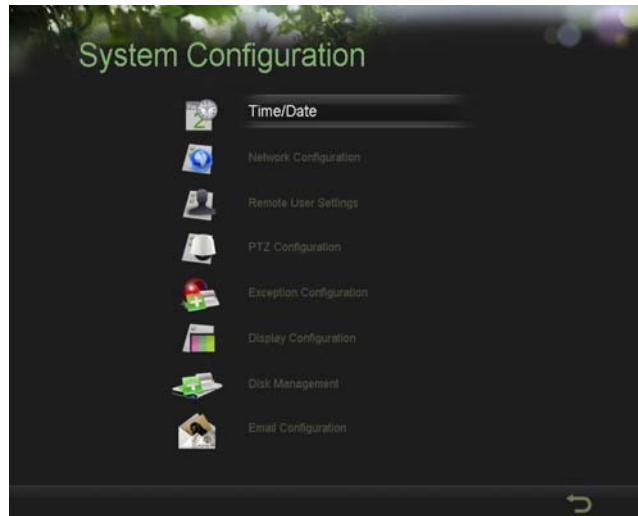 System Configuration
Time/Date
Network Configuration
Remote User Settings
PTZ Configuration
Exception Configuration
Display Configuration
Disk Management
Email Configuration